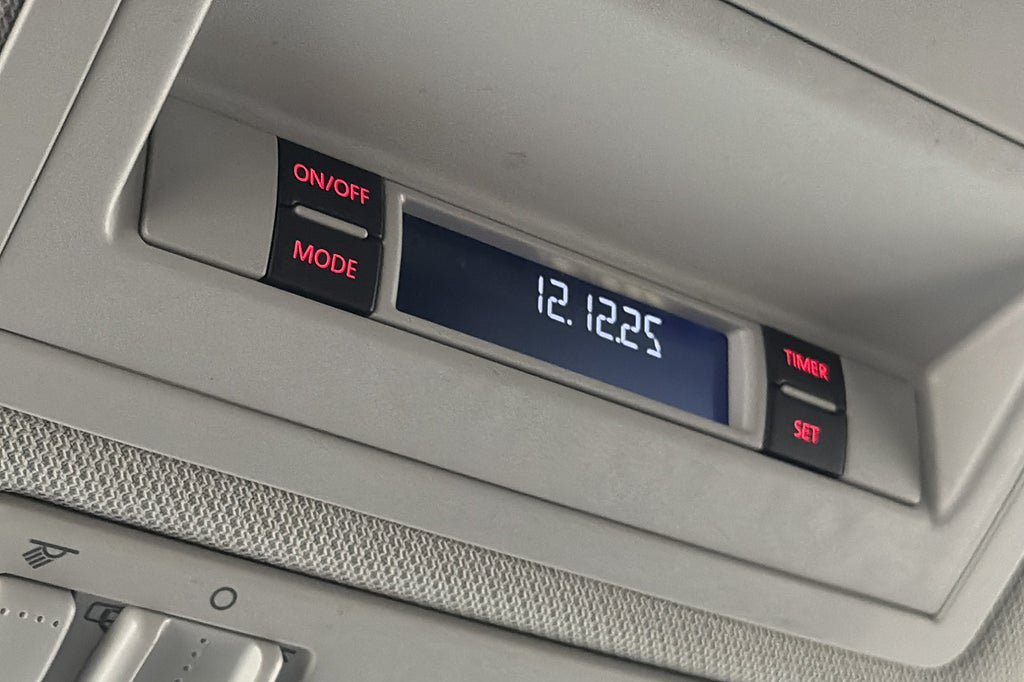 ON/OFF
MODE
12.12.25
TIMER
SET